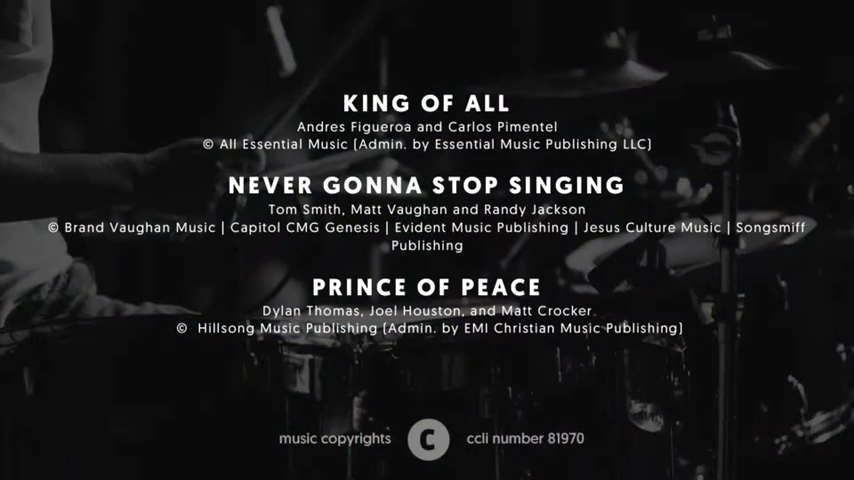 KING OF ALL
Andres Figueroa and Carlos Pimentel
© All Essential Music (Admin. by Essential Music Publishing LLC)
NEVER GONNA STOP SINGING
Tom Smith, Matt Vaughan and Randy Jackson
© Brand Vaughan Music | Capitol CMG Genesis | Evident Music Publishing | Jesus Culture Music | Songsmiff
Publishing
PRINCE OF PEACE
Dylan Thomas, Joel Houston, and Matt Crocker
© Hillsong Music Publishing (Admin. by EMI Christian Music Publishing)
music copyrights C ccli number 81970